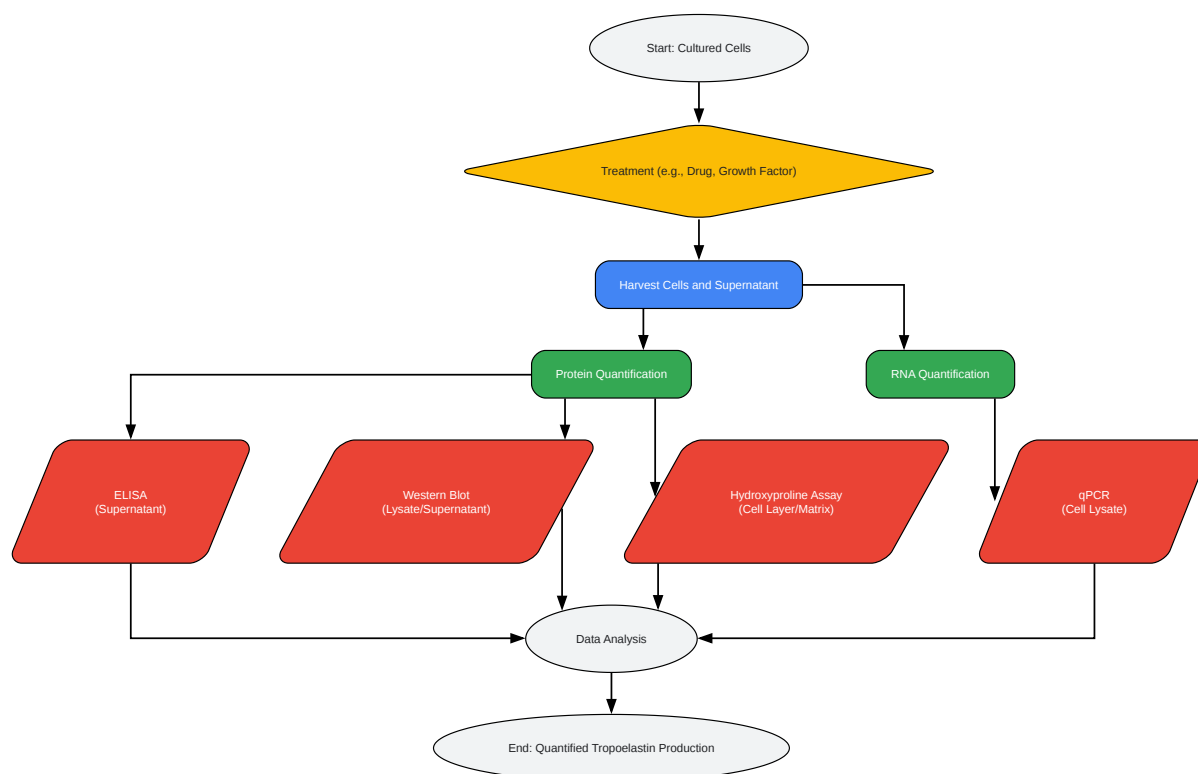 Start: Cultured Cells
Treatment (e.g., Drug, Growth Factor)
Harvest Cells and Supernatant
Protein Quantification
RNA Quantification
ELISA
(Supernatant)
Western Blot
(Lysate/Supernatant)
Hydroxyproline Assay
(Cell Layer/Matrix)
qPCR
(Cell Lysate)
Data Analysis
End: Quantified Tropoelastin Production